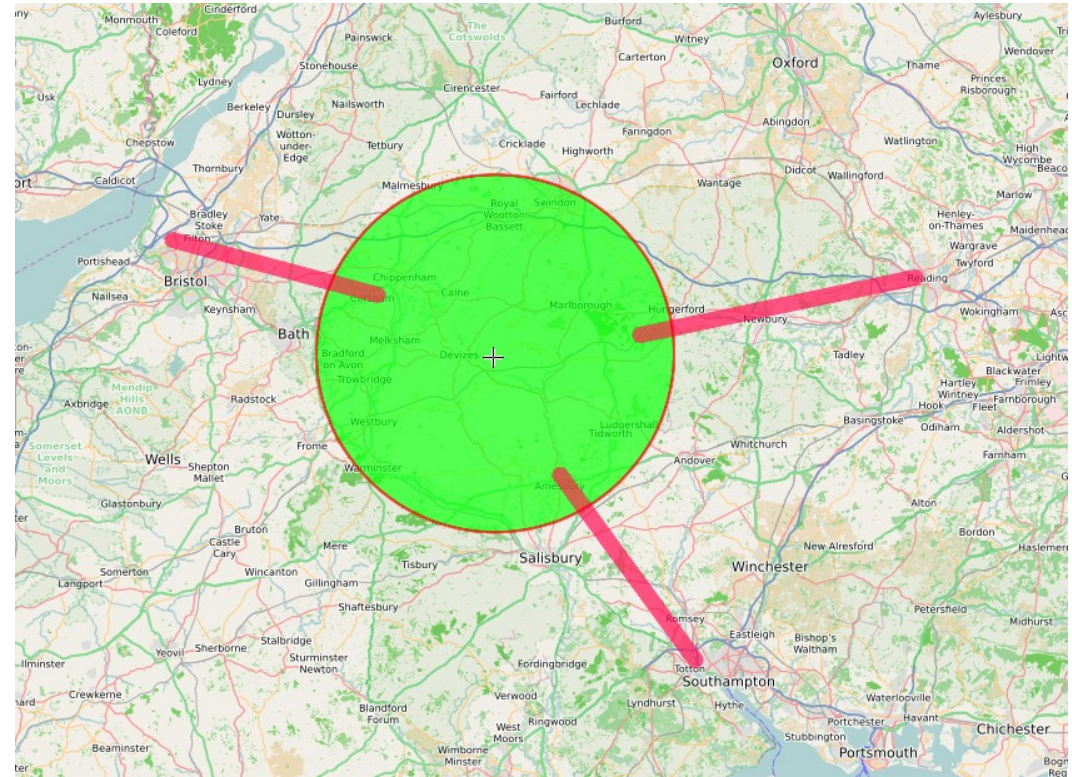 Cinderford
Monmouth
Coleford
Painswick
The
Cotswolds
Burford
Witney
Aylesbury
Stonehouse
Carterton
Oxford
Thame
Wendover
Lydney
Usk
Cirencester
Princes
Risborough
Berkeley
Dursley
Nailsworth
Fairford
Lechlade
Abingdon
Chepstow
Wotton-
under-
Edge
Tetbury
Cricklade
Highworth
Faringdon
Watlington
High
Wycombe
Thornbury
Didcot
Wallingford
Caldicot
Malmesbury
Wantage
Marlow
Bradley
Stoke
Yate
Royal
Wootton
Bassett
Swindon
Henley-
on-Thames
Filton
Maidenhead
Wargrave
Portishead
Twyford
Bristol
Chippenham
Reading
Nailsea
Corsham
Calne
Marlborough
Hungerford
Keynsham
Newbury
Wokingham
Bath
Melksham
Bradford
on Avon
Devizes
Tadley
Trowbridge
Mendip
Hills
AONB
Blackwater
Hartley
Wintney
Frimley
Axbridge
Radstock
Hook
Fleet
Farnborough
Westbury
Ludgershall
Tidworth
Basingstoke
Odiham
Aldershot
Somerset
Levels
and
Moors
Frome
Whitchurch
Wells
Shepton
Mallet
Warminster
Andover
Farnham
Amesbury
Glastonbury
Alton
Bruton
Castle
Cary
Mere
Bordon
New Alresford
Salisbury
Tisbury
Winchester
Somerton
Langport
Wincanton
Gillingham
Shaftesbury
Romsey
Petersfield
Midhurst
Eastleigh
Bishop's
Waltham
Stalbridge
Sherborne
Yeovil
Sturminster
Newton
Ilminster
Fordingbridge
Totton
Southampton
Crewkerne
Verwood
Lyndhurst
Hythe
Waterlooville
Blandford
Forum
Ringwood
West
Moors
Portchester
Havant
Chichester
Stubbington
Beaminster
Wimborne
Minster
Portsmouth